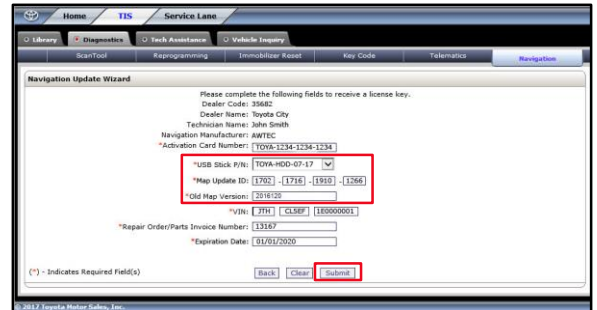 Home TIS Service Lane
Library Diagnostics Tech Assistance Vehicle Inquiry
ScanTool Reprogramming Immobilizer Reset Key Code Telematics Navigation
Navigation Update Wizard
Please complete the following fields to receive a license key.
Dealer Code: 35682
Dealer Name: Toyota City
Technician Name: John Smith
Navigation Manufacturer: AWTEC
*Activation Card Number: TOYA-1234-1234-1234
*USB Stick P/N: TOYA-HDD-07-17
*Map Update ID: 1702 - 1716 - 1910 - 1266
*Old Map Version: 2016120
*VIN: JTH CLSEF 1E0000001
*Repair Order/Parts Invoice Number: 13167
*Expiration Date: 01/01/2020
(*) - Indicates Required Field(s) Back Clear Submit
© 2017 Toyota Motor Sales, Inc.